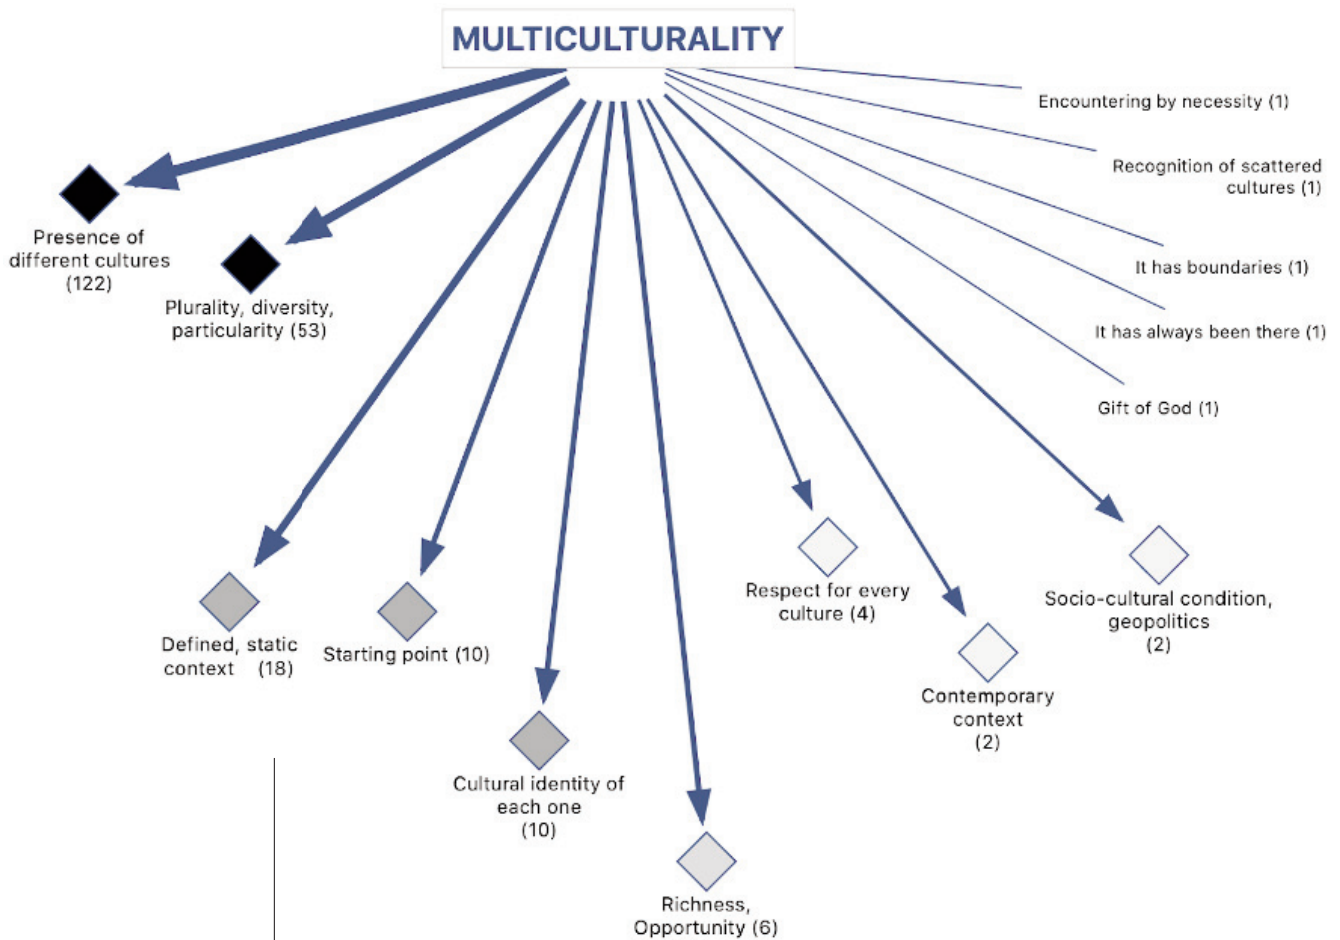 MULTICULTURALITY
Encountering by necessity (1)
Recognition of scattered
cultures (1)
It has boundaries (1)
It has always been there (1)
Gift of God (1)
Presence of
different cultures
(122)
Plurality, diversity,
particularity (53)
Defined, static
context (18)
Starting point (10)
Cultural identity of
each one
(10)
Richness,
Opportunity (6)
Respect for every
culture (4)
Contemporary
context
(2)
Socio-cultural condition,
geopolitics
(2)